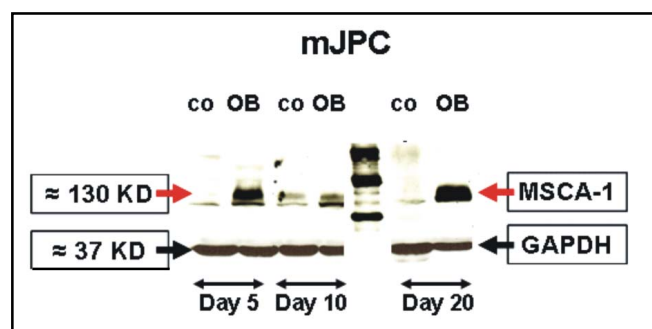 mJPC
co OB co OB co OB
≈ 130 KD MSCA-1
≈ 37 KD GAPDH
Day 5 Day 10 Day 20